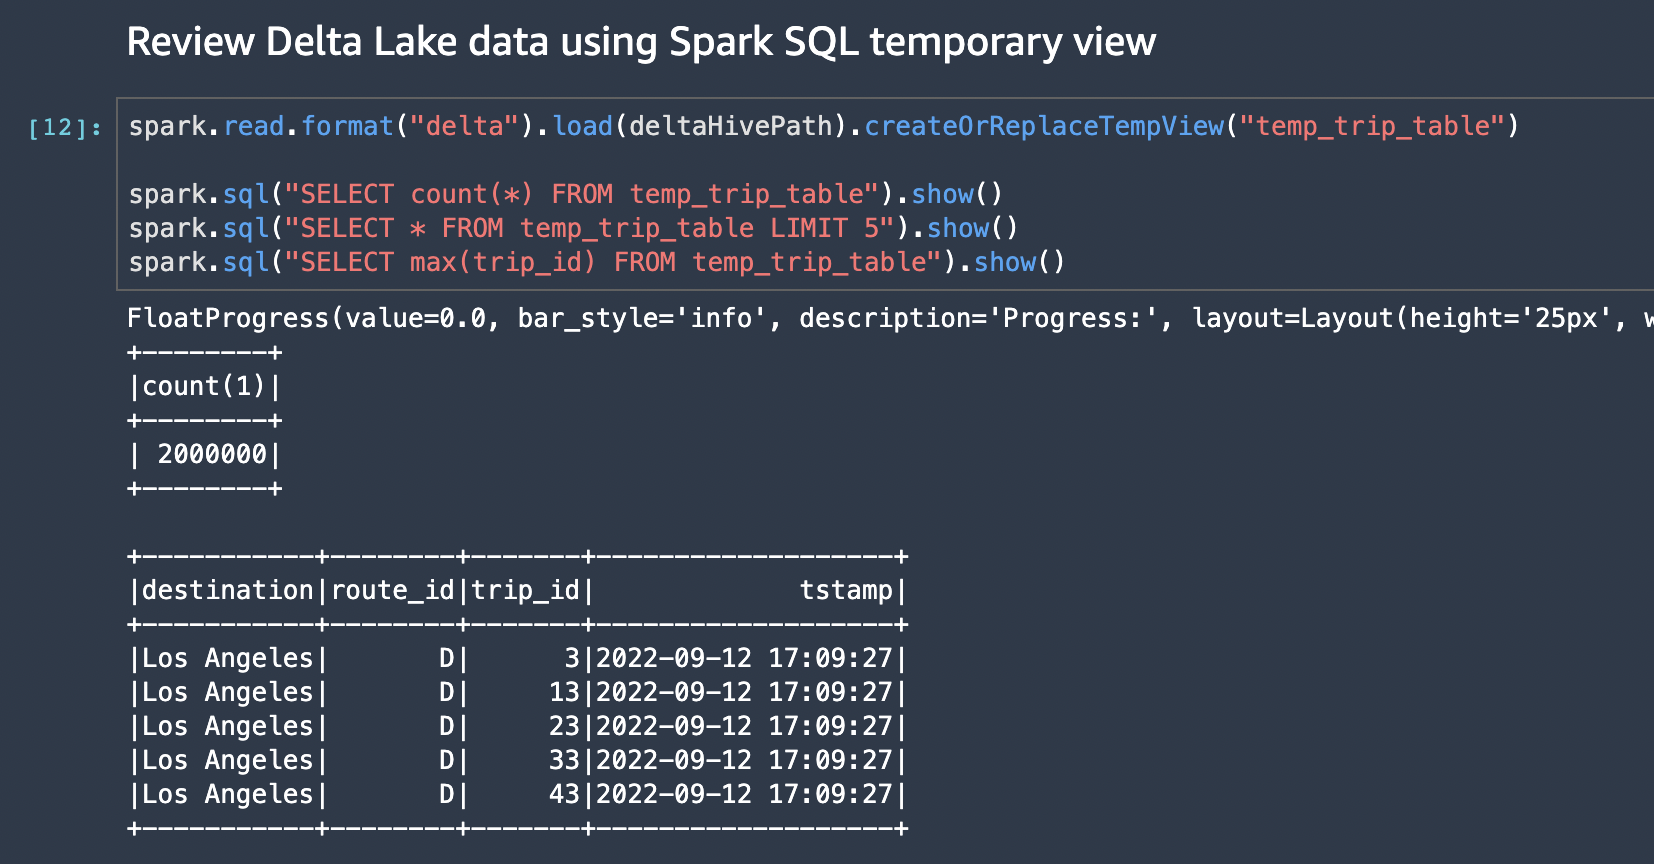 Review Delta Lake data using Spark SQL temporary view
[12]: spark.read.format("delta").load(deltaHivePath).createOrReplaceTempView("temp_trip_table")
spark.sql("SELECT count(*) FROM temp_trip_table").show()
spark.sql("SELECT * FROM temp_trip_table LIMIT 5").show()
spark.sql("SELECT max(trip_id) FROM temp_trip_table").show()
FloatProgress(value=0.0, bar_style='info', description='Progress:', layout=Layout(height='25px',
+--------+
|count(1)|
+--------+
| 2000000|
+--------+
+-----------+--------+-------+-------------------+
|destination|route_id|trip_id|             tstamp|
+-----------+--------+-------+-------------------+
|Los Angeles|       D|      3|2022-09-12 17:09:27|
|Los Angeles|       D|     13|2022-09-12 17:09:27|
|Los Angeles|       D|     23|2022-09-12 17:09:27|
|Los Angeles|       D|     33|2022-09-12 17:09:27|
|Los Angeles|       D|     43|2022-09-12 17:09:27|
+-----------+--------+-------+-------------------+